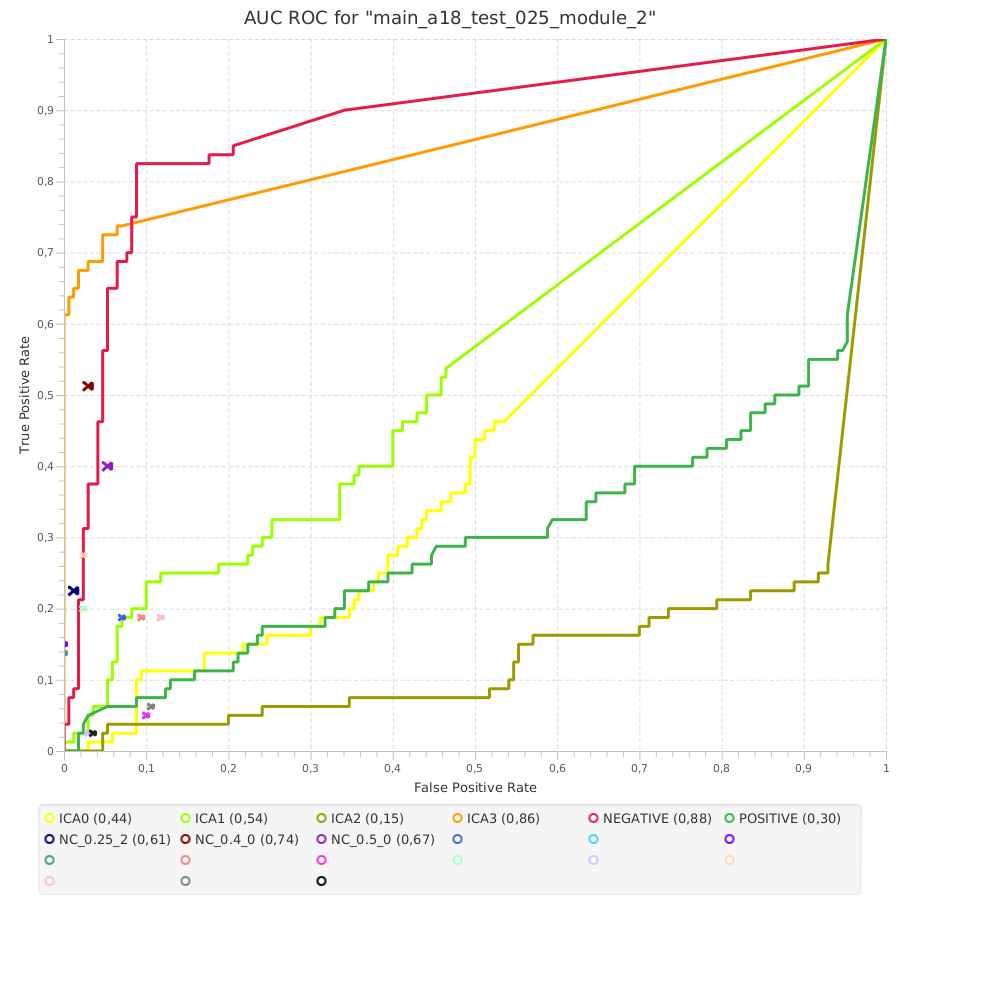 AUC ROC for "main_a18_test_025_module_2"
1
0,9
0,8
0,7
0,6
0,5
0,4
0,3
0,2
0,1
0
True Positive Rate
0 0,1 0,2 0,3 0,4 0,5 0,6 0,7 0,8 0,9 1
False Positive Rate
ICA0 (0,44) ICA1 (0,54) ICA2 (0,15) ICA3 (0,86) NEGATIVE (0,88) POSITIVE (0,30)
NC_0.25_2 (0,61) NC_0.4_0 (0,74) NC_0.5_0 (0,67)